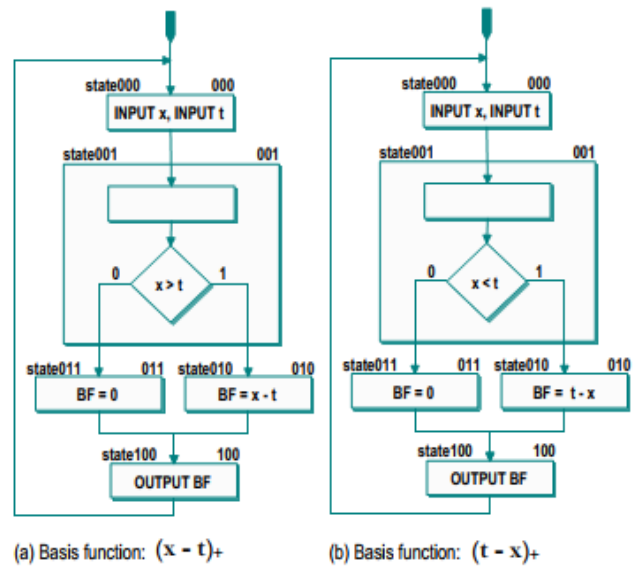 state000 000
INPUT x, INPUT t
state001 001
0 x > t 1
state011 011 state010 010
BF = 0 BF = x - t
state100 100
OUTPUT BF
(a) Basis function: (x - t)+
state000 000
INPUT x, INPUT t
state001 001
0 x < t 1
state011 011 state010 010
BF = 0 BF = t - x
state100 100
OUTPUT BF
(b) Basis function: (t - x)+